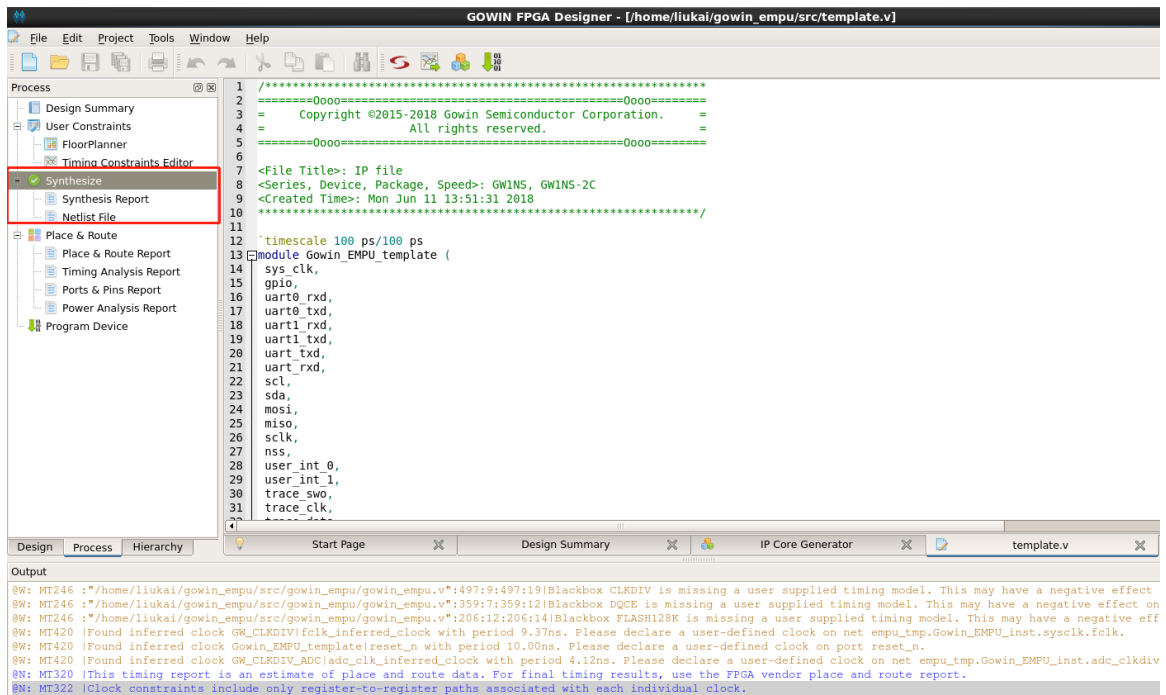 GOWIN FPGA Designer - [/home/liukai/gowin_empu/src/template.v]
File Edit Project Tools Window Help
Process
Design Summary
User Constraints
FloorPlanner
Timing Constraints Editor
Synthesize
Synthesis Report
Netlist File
Place & Route
Place & Route Report
Timing Analysis Report
Ports & Pins Report
Power Analysis Report
Program Device
1 /****************************************************************
2 ========Oooo=========================================Oooo========
3 =     Copyright ©2015-2018 Gowin Semiconductor Corporation.     =
4 =                     All rights reserved.                      =
5 ========Oooo=========================================Oooo========
6
7 <File Title>: IP file
8 <Series, Device, Package, Speed>: GW1NS, GW1NS-2C
9 <Created Time>: Mon Jun 11 13:51:31 2018
10 ****************************************************************/
11
12 `timescale 100 ps/100 ps
13 module Gowin_EMPU_template (
14 sys_clk,
15 gpio,
16 uart0_rxd,
17 uart0_txd,
18 uart1_rxd,
19 uart1_txd,
20 uart_txd,
21 uart_rxd,
22 scl,
23 sda,
24 mosi,
25 miso,
26 sclk,
27 nss,
28 user_int_0,
29 user_int_1,
30 trace_swo,
31 trace_clk,
Design Process Hierarchy
Start Page Design Summary IP Core Generator template.v
Output
@W: MT246 :"/home/liukai/gowin_empu/src/gowin_empu/gowin_empu.v":497:9:497:19|Blackbox CLKDIV is missing a user supplied timing model. This may have a negative effect
@W: MT246 :"/home/liukai/gowin_empu/src/gowin_empu/gowin_empu.v":359:7:359:12|Blackbox DQCE is missing a user supplied timing model. This may have a negative effect on
@W: MT246 :"/home/liukai/gowin_empu/src/gowin_empu/gowin_empu.v":206:12:206:14|Blackbox FLASH128K is missing a user supplied timing model. This may have a negative eff
@W: MT420 |Found inferred clock GW_CLKDIV|fclk_inferred_clock with period 9.37ns. Please declare a user-defined clock on net empu_tmp.Gowin_EMPU_inst.sysclk.fclk.
@W: MT420 |Found inferred clock Gowin_EMPU_template|reset_n with period 10.00ns. Please declare a user-defined clock on port reset_n.
@W: MT420 |Found inferred clock GW_CLKDIV_ADC|adc_clk_inferred_clock with period 4.12ns. Please declare a user-defined clock on net empu_tmp.Gowin_EMPU_inst.adc_clkdiv
@N: MT320 |This timing report is an estimate of place and route data. For final timing results, use the FPGA vendor place and route report.
@N: MT322 |Clock constraints include only register-to-register paths associated with each individual clock.